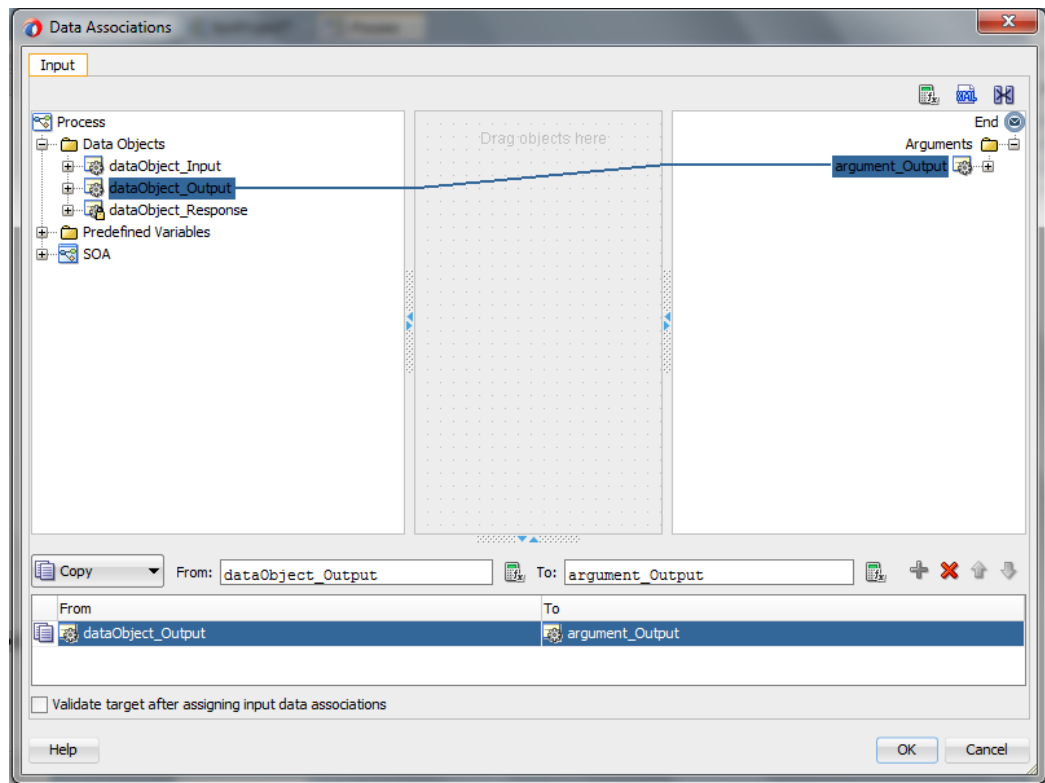 Data Associations
Input
Process
Data Objects
dataObject_Input
dataObject_Output
dataObject_Response
Predefined Variables
SOA
Drag objects here
End
Arguments
argument_Output
Copy From: dataObject_Output To: argument_Output
From To
dataObject_Output argument_Output
Validate target after assigning input data associations
Help OK Cancel